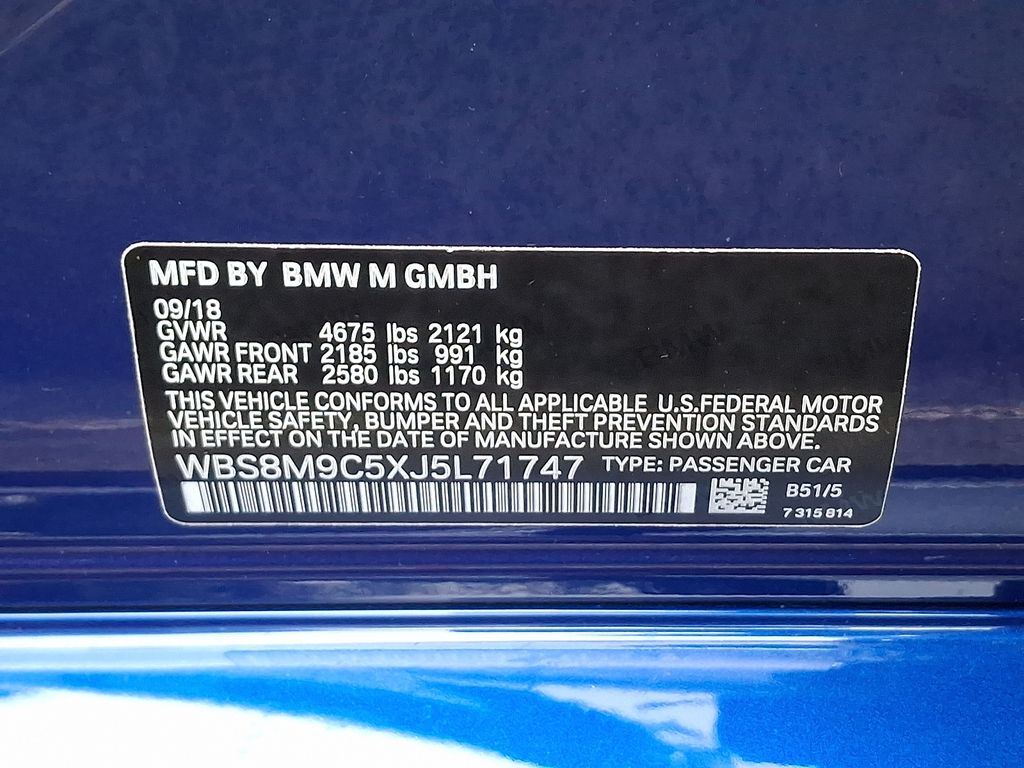 MFD BY BMW M GMBH
09/18
GVWR 4675 lbs 2121 kg
GAWR FRONT 2185 lbs 991 kg
GAWR REAR 2580 lbs 1170 kg
THIS VEHICLE CONFORMS TO ALL APPLICABLE U.S.FEDERAL MOTOR
VEHICLE SAFETY, BUMPER AND THEFT PREVENTION STANDARDS
IN EFFECT ON THE DATE OF MANUFACTURE SHOWN ABOVE.
WBS8M9C5XJ5L71747 TYPE: PASSENGER CAR
B51/5
7 315 814